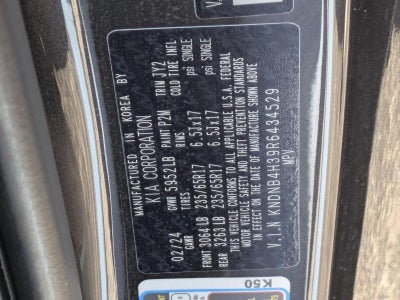 MANUFACTURED IN KOREA BY
KIA CORPORATION
02/24 GWR 5952LB PAINT P2M TRIM JY2
GAWR TIRES RIMS COLD TIRE INFL
FRONT 3064LB 235/65R17 6.5JX17 psi SINGLE
REAR 3263LB 235/65R17 6.5JX17 psi SINGLE
THIS VEHICLE CONFORMS TO ALL APPLICABLE U.S.A. FEDERAL
MOTOR VEHICLE SAFETY AND THEFT PREVENTION STANDARDS
IN EFFECT ON THE DATE OF MANUFACTURE SHOWN ABOVE
V.I.N KNDNB4H39R6434529
MPV
K50